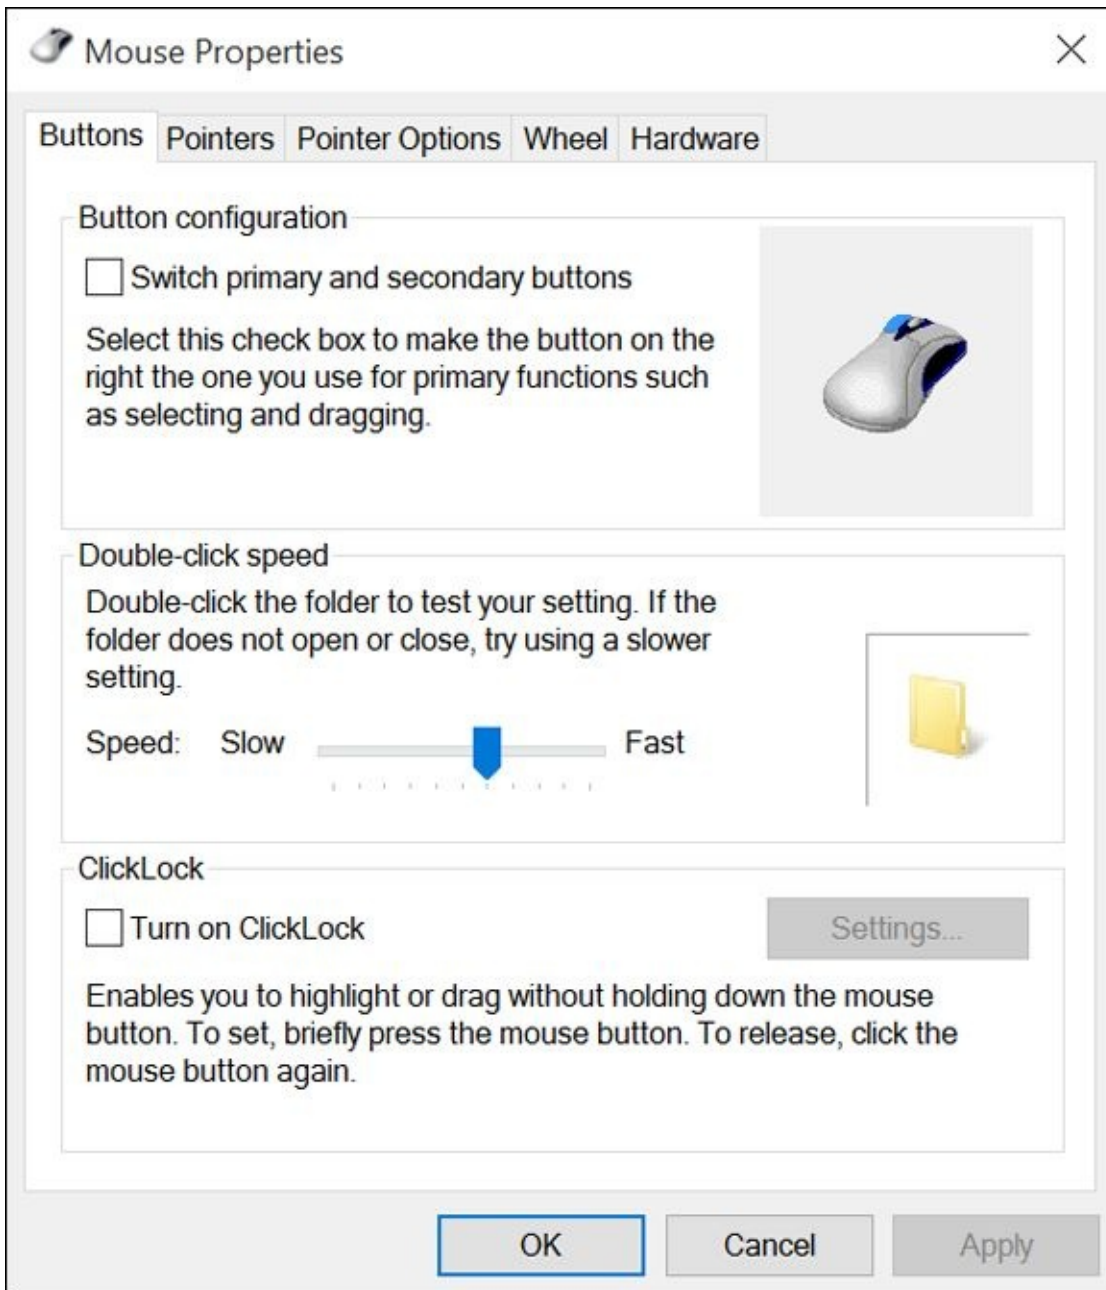 Mouse Properties
Buttons Pointers Pointer Options Wheel Hardware
Button configuration
Switch primary and secondary buttons
Select this check box to make the button on the
right the one you use for primary functions such
as selecting and dragging.
Double-click speed
Double-click the folder to test your setting. If the
folder does not open or close, try using a slower
setting.
Speed: Slow Fast
ClickLock
Turn on ClickLock Settings...
Enables you to highlight or drag without holding down the mouse
button. To set, briefly press the mouse button. To release, click the
mouse button again.
OK Cancel Apply